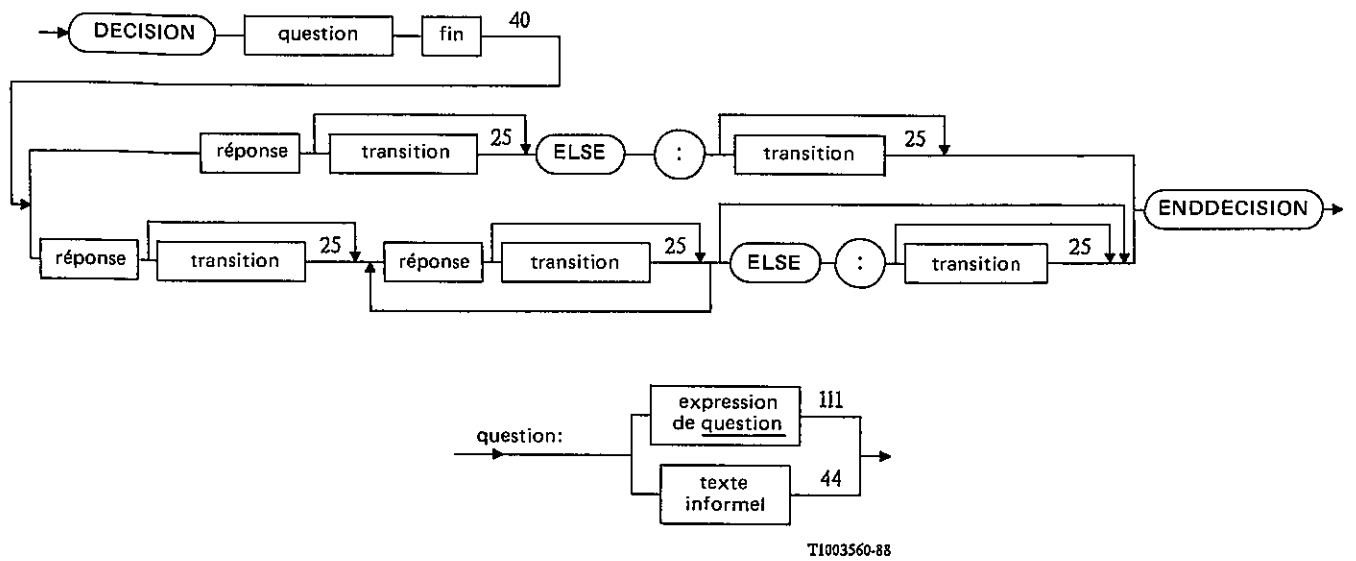 DECISION question fin 40
réponse transition 25 ELSE : transition 25
ENDDECISION
réponse transition 25 réponse transition 25 ELSE : transition 25
question:
expression de question 111
texte informel 44
T1003560-88